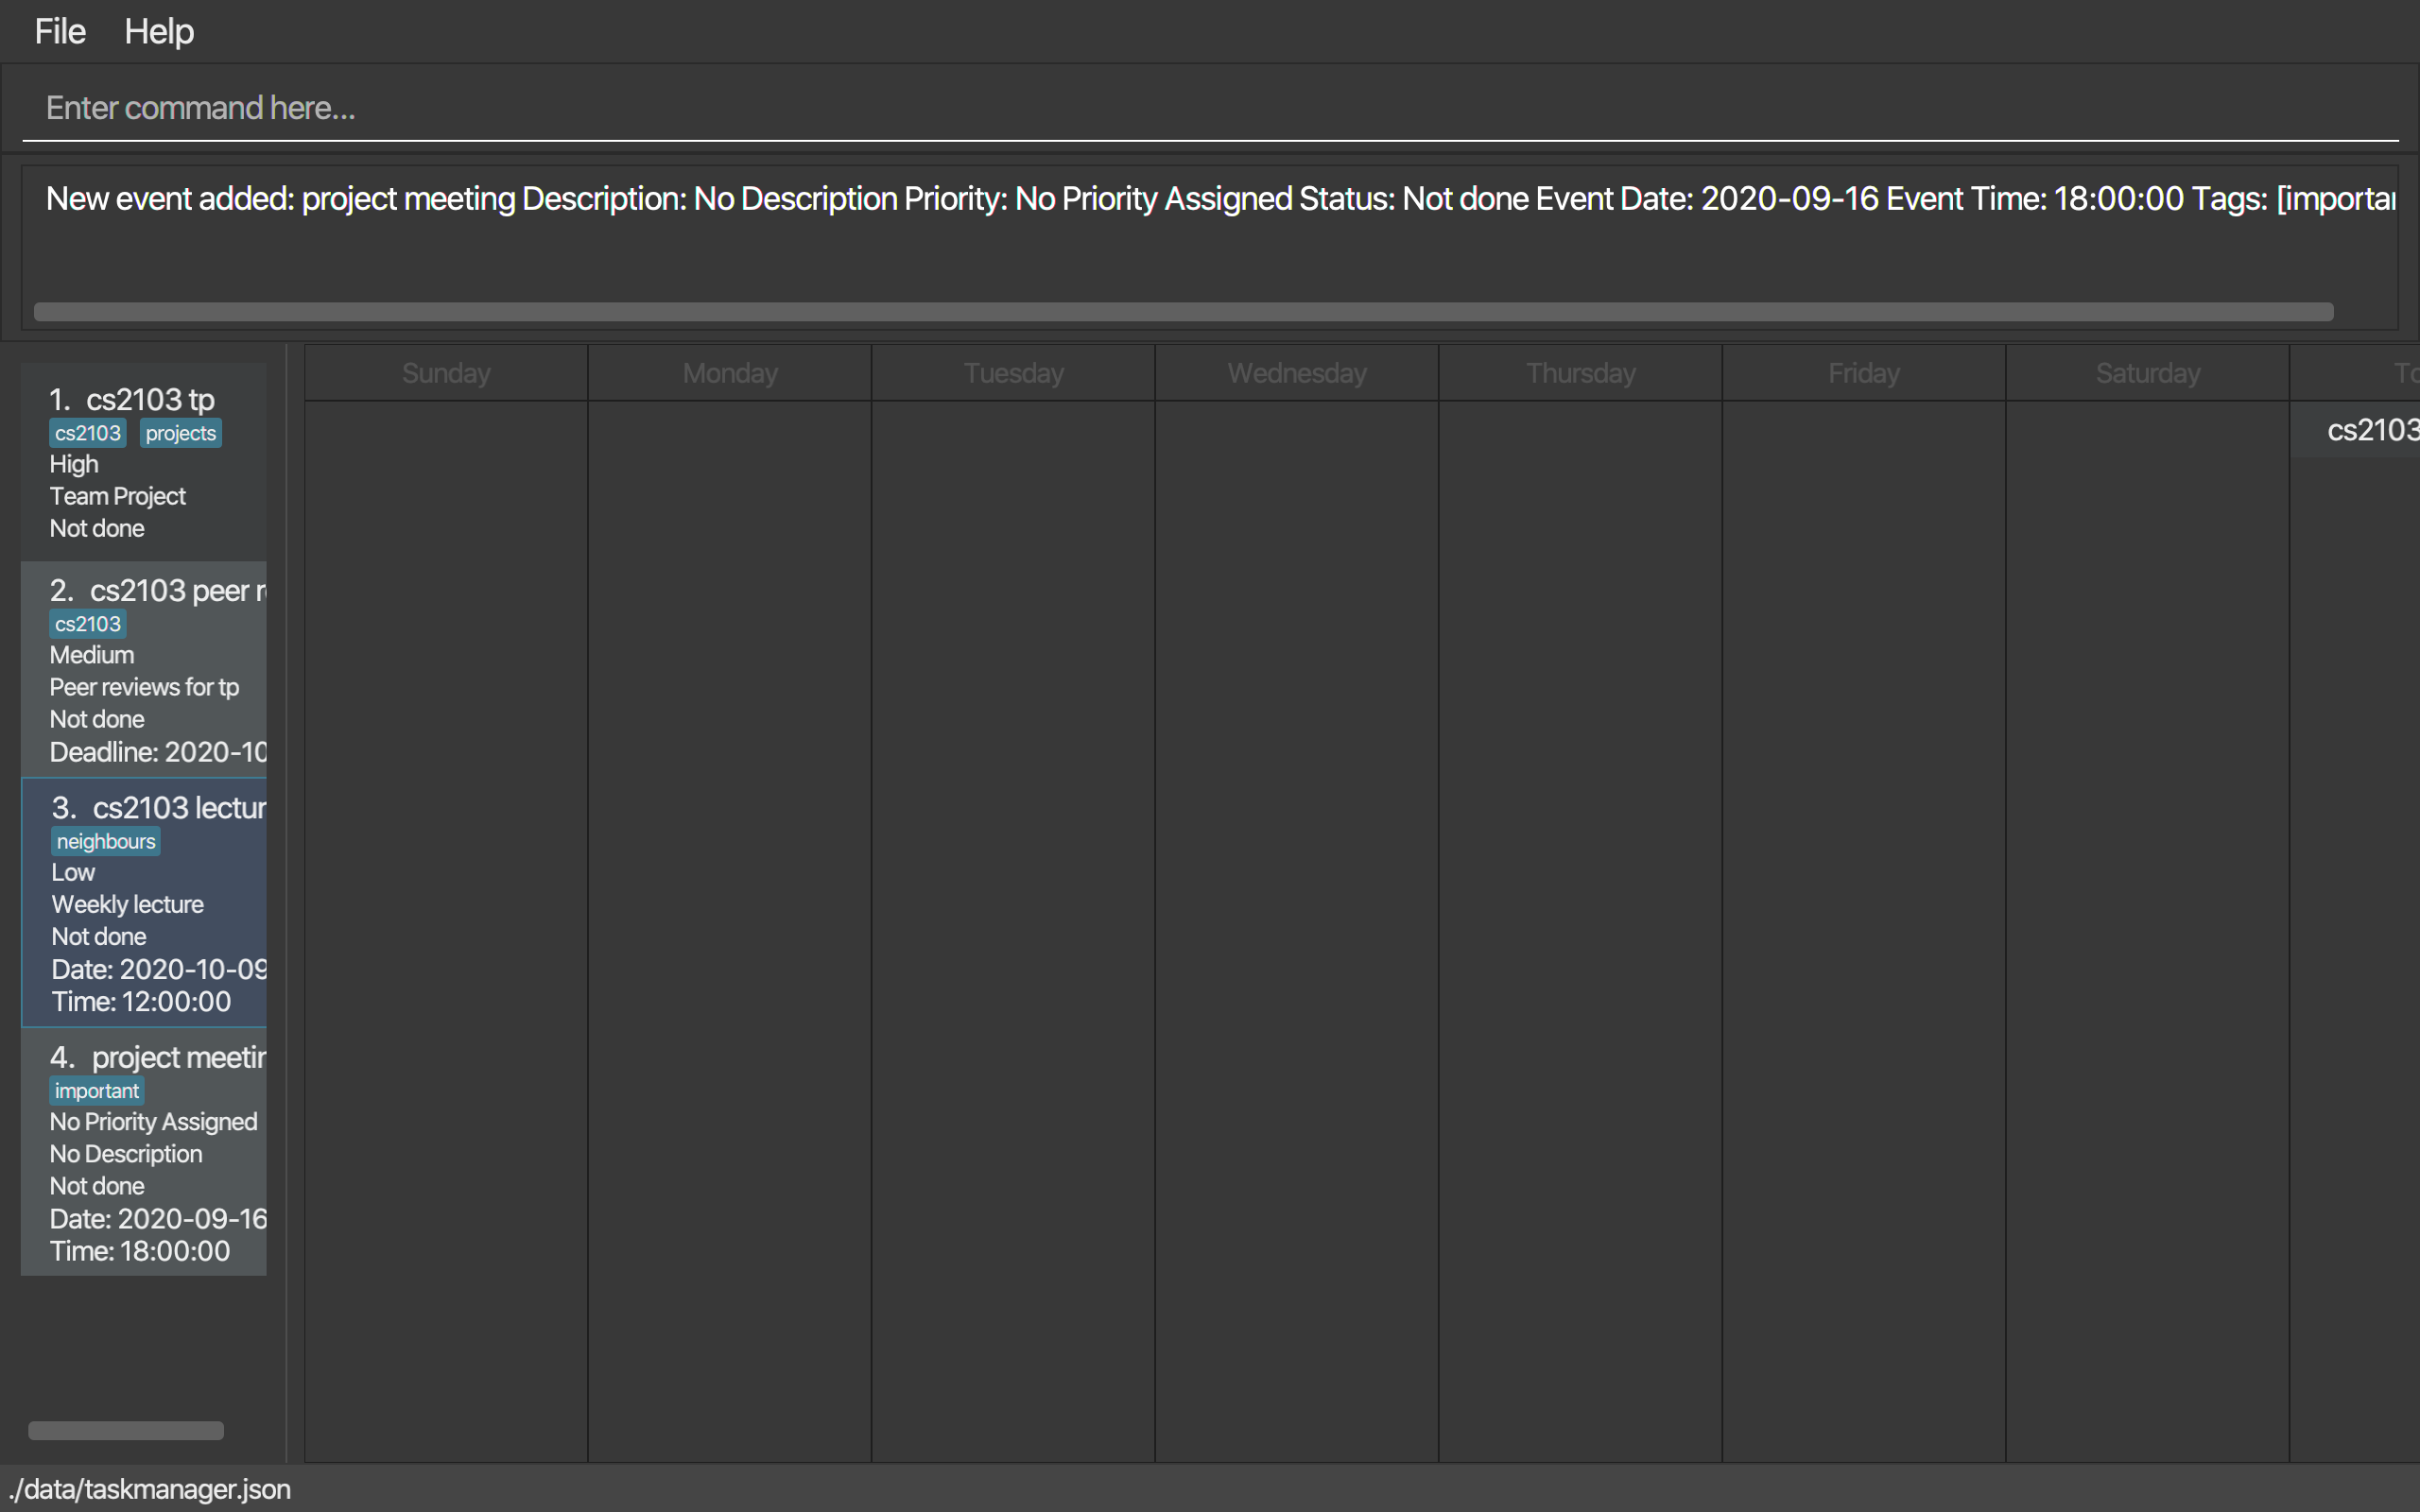 File Help
Enter command here...
New event added: project meeting Description: No Description Priority: No Priority Assigned Status: Not done Event Date: 2020-09-16 Event Time: 18:00:00 Tags:
Sunday Monday Tuesday Wednesday Thursday Friday Saturday
1. cs2103 tp
cs2103 projects
High
Team Project
Not done
cs2103
2. cs2103 peer
cs2103
Medium
Peer reviews for tp
Not done
Deadline: 2020-10
3. cs2103
neighbours
Low
Weekly lecture
Not done
Date: 2020-10-09
Time: 12:00:00
4. project
important
No Priority Assigned
No Description
Not done
Date: 2020-09-16
Time: 18:00:00
./data/taskmanager.json